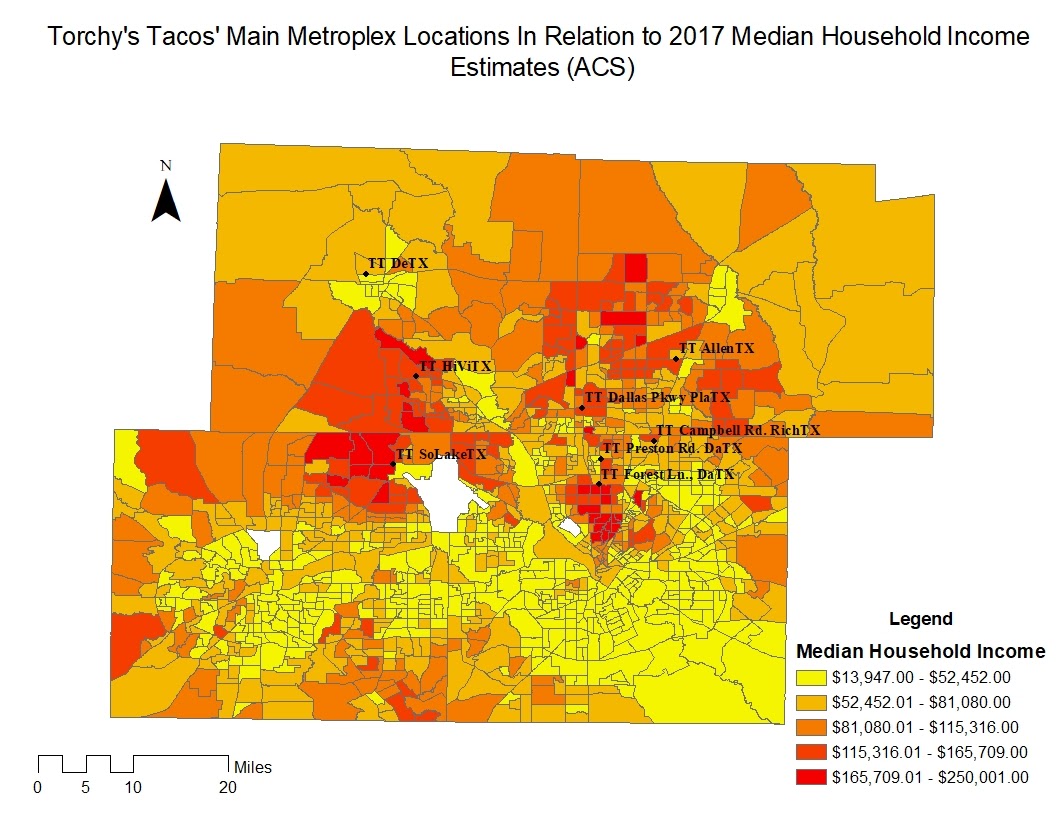 Torchy's Tacos' Main Metroplex Locations In Relation to 2017 Median Household Income
Estimates (ACS)
N
TT DeTX
TT AllenTX
TT HiViTX
TT Dallas Pkwy PlaTX
TT Campbell Rd. RichTX
TT Preston Rd. DaTX
TT SoLakeTX
TT Forest Ln., DaTX
Legend
Median Household Income
$13,947.00 - $52,452.00
$52,452.01 - $81,080.00
$81,080.01 - $115,316.00
$115,316.01 - $165,709.00
$165,709.01 - $250,001.00
Miles
0 5 10 20